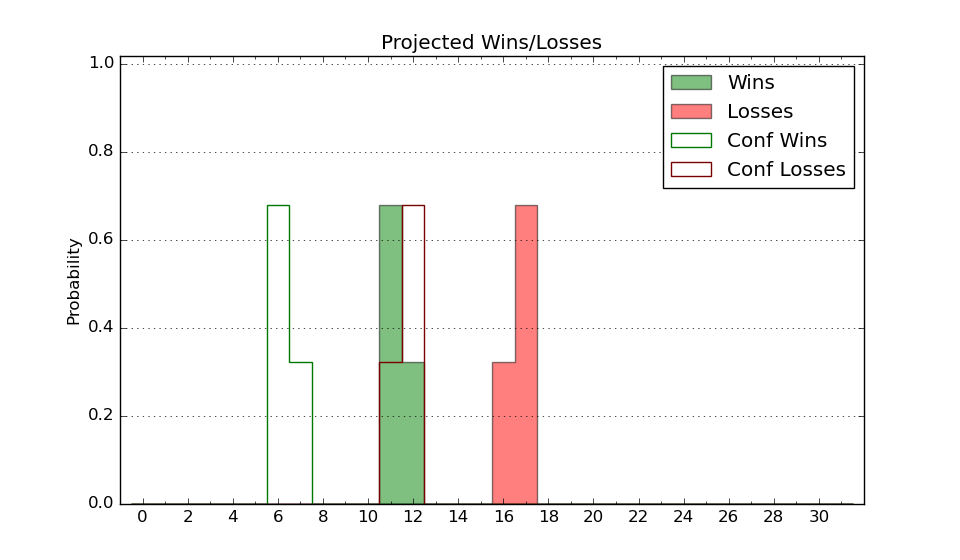 Projected Wins/Losses
Probability
1.0
0.8
0.6
0.4
0.2
0.0
0 2 4 6 8 10 12 14 16 18 20 22 24 26 28 30
Wins
Losses
Conf Wins
Conf Losses